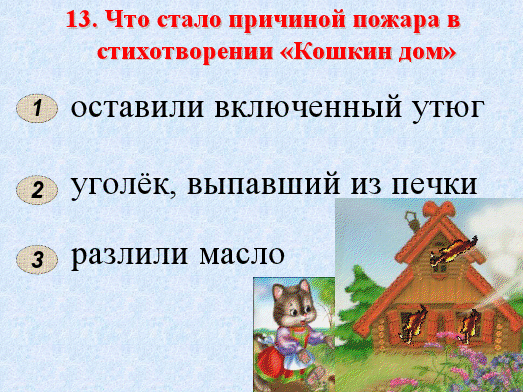 13. Что стало причиной пожара в
стихотворении «Кошкин дом»
1 оставили включенный утюг
2 уголёк, выпавший из печки
3 разлили масло